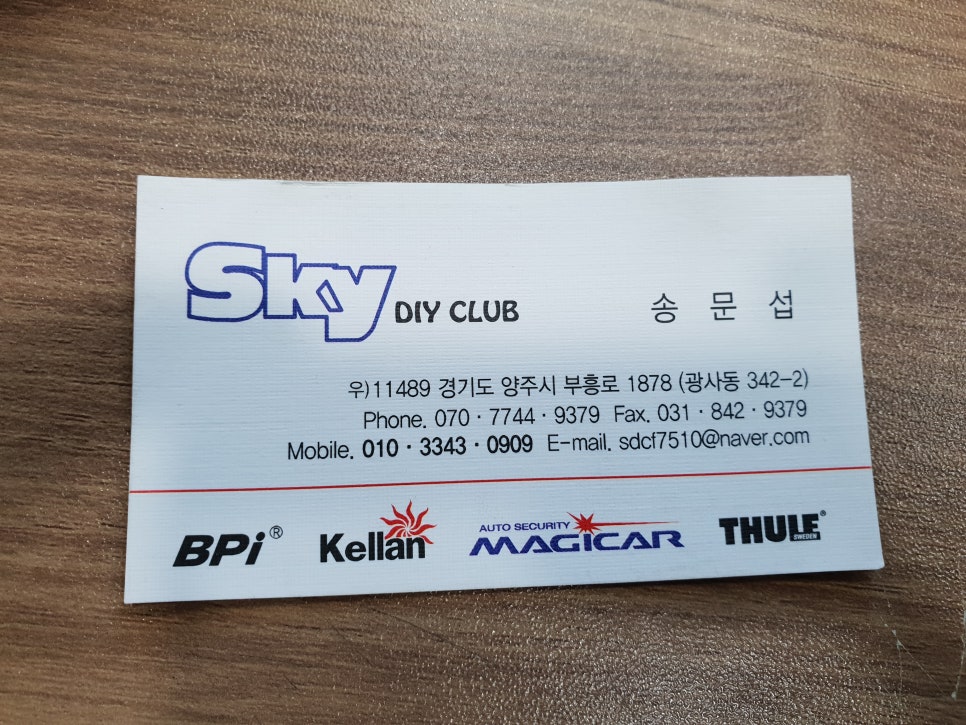 Sky DIY CLUB
송 문 섭
우)11489 경기도 양주시 부흥로 1878 (광사동 342-2)
Phone. 070 · 7744 · 9379 Fax. 031 · 842 · 9379
Mobile. 010 · 3343 · 0909 E-mail. sdcf7510@naver.com
BPi®
Kellan
AUTO SECURITY
MAGICAR
THULE®
SWEDEN